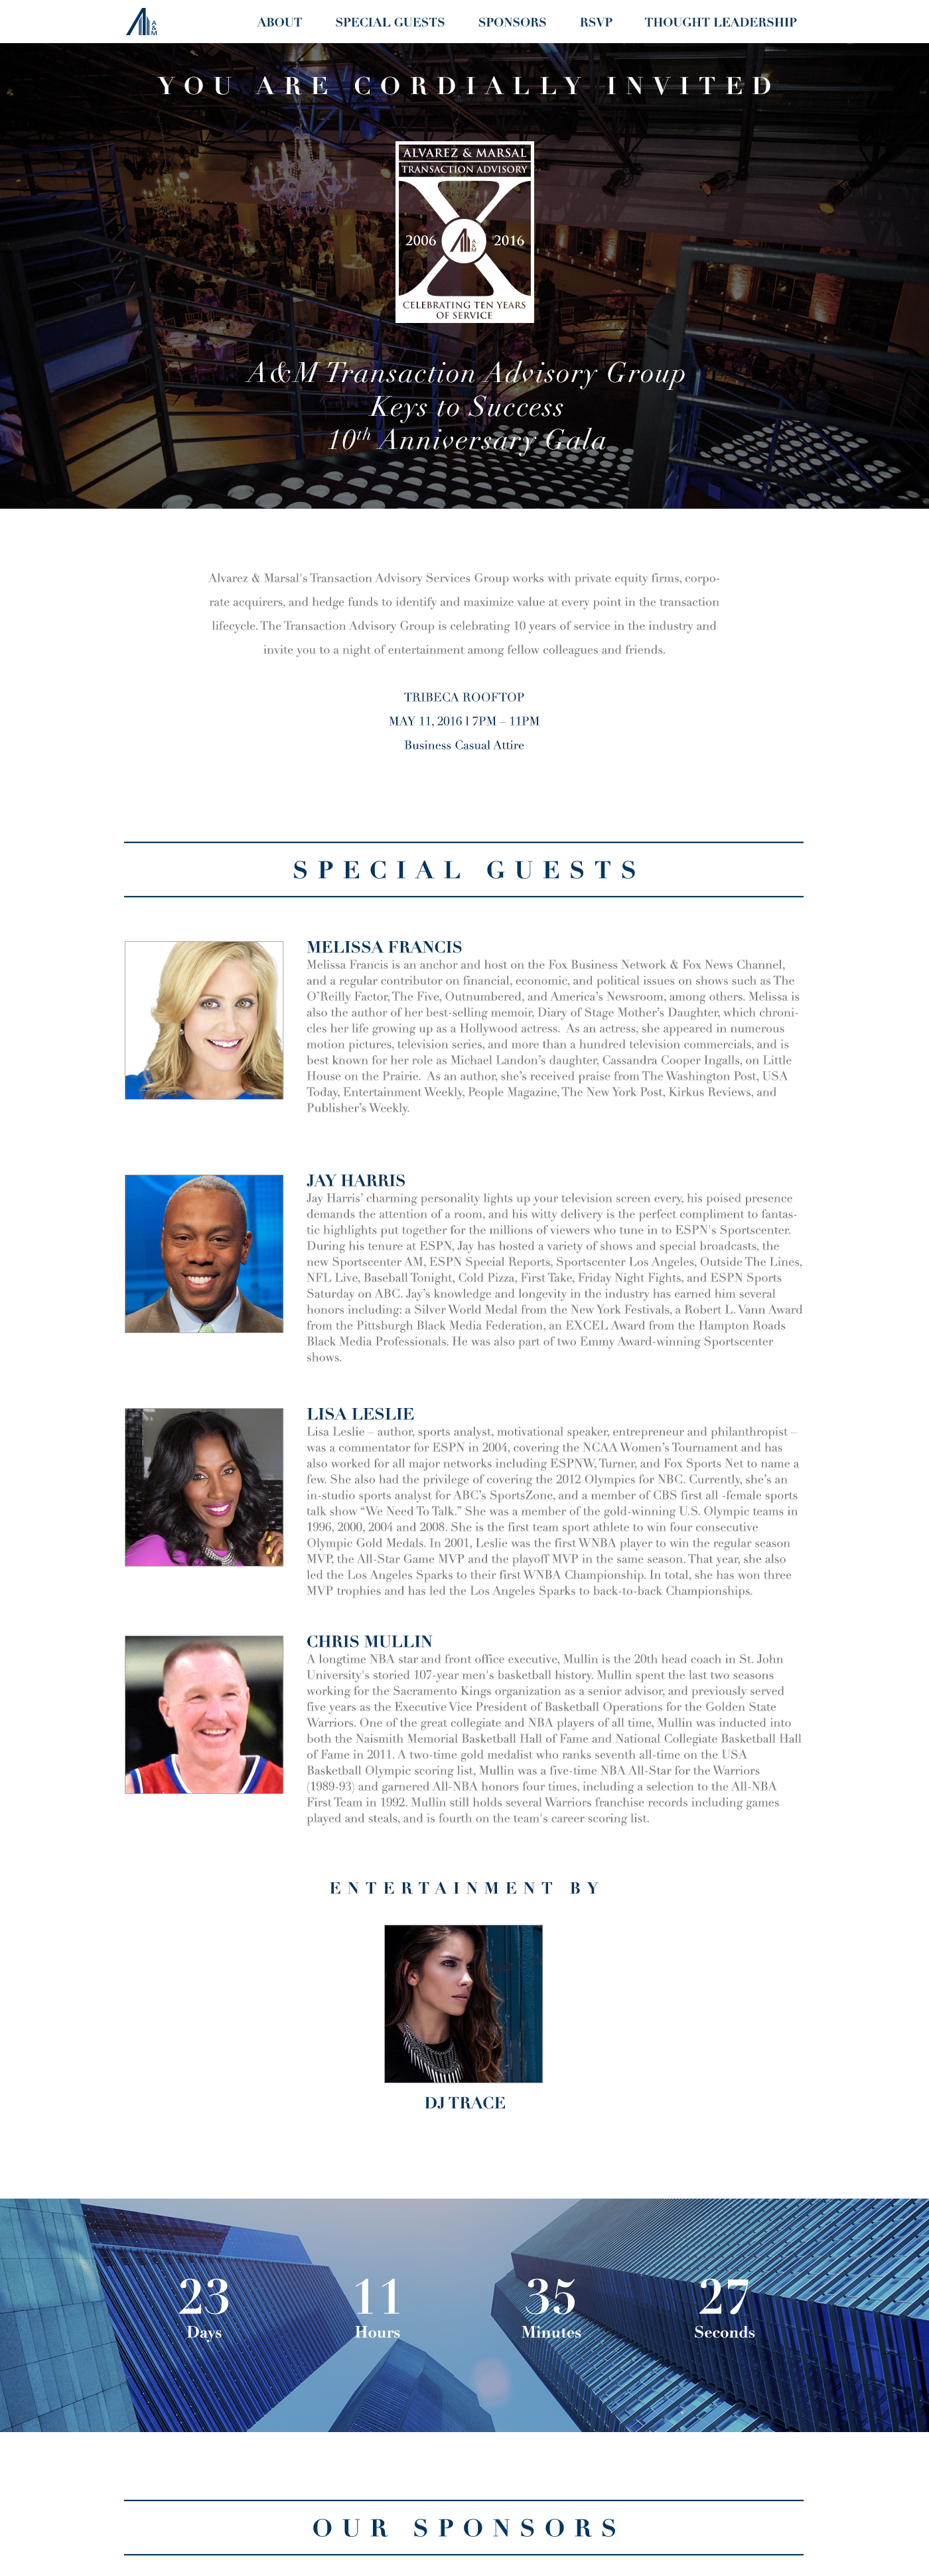 A&M
ABOUT SPECIAL GUESTS SPONSORS RSVP THOUGHT LEADERSHIP
YOU ARE CORDIALLY INVITED
ALVAREZ & MARSAL
TRANSACTION ADVISORY
2006 A&M 2016
CELEBRATING TEN YEARS
OF SERVICE
A&M Transaction Advisory Group
Keys to Success
10th Anniversary Gala
Alvarez & Marsal's Transaction Advisory Services Group works with private equity firms, corpo-
rate acquirers, and hedge funds to identify and maximize value at every point in the transaction
lifecycle. The Transaction Advisory Group is celebrating 10 years of service in the industry and
invite you to a night of entertainment among fellow colleagues and friends.
TRIBECA ROOFTOP
MAY 11, 2016 l 7PM – 11PM
Business Casual Attire
SPECIAL GUESTS
MELISSA FRANCIS
Melissa Francis is an anchor and host on the Fox Business Network & Fox News Channel,
and a regular contributor on financial, economic, and political issues on shows such as The
O’Reilly Factor, The Five, Outnumbered, and America’s Newsroom, among others. Melissa is
also the author of her best-selling memoir, Diary of Stage Mother’s Daughter, which chroni-
cles her life growing up as a Hollywood actress. As an actress, she appeared in numerous
motion pictures, television series, and more than a hundred television commercials, and is
best known for her role as Michael Landon’s daughter, Cassandra Cooper Ingalls, on Little
House on the Prairie. As an author, she’s received praise from The Washington Post, USA
Today, Entertainment Weekly, People Magazine, The New York Post, Kirkus Reviews, and
Publisher’s Weekly.
JAY HARRIS
Jay Harris’ charming personality lights up your television screen every, his poised presence
demands the attention of a room, and his witty delivery is the perfect compliment to fantas-
tic highlights put together for the millions of viewers who tune in to ESPN's Sportscenter.
During his tenure at ESPN, Jay has hosted a variety of shows and special broadcasts, the
new Sportscenter AM, ESPN Special Reports, Sportscenter Los Angeles, Outside The Lines,
NFL Live, Baseball Tonight, Cold Pizza, First Take, Friday Night Fights, and ESPN Sports
Saturday on ABC. Jay’s knowledge and longevity in the industry has earned him several
honors including: a Silver World Medal from the New York Festivals, a Robert L. Vann Award
from the Pittsburgh Black Media Federation, an EXCEL Award from the Hampton Roads
Black Media Professionals. He was also part of two Emmy Award-winning Sportscenter
shows.
LISA LESLIE
Lisa Leslie – author, sports analyst, motivational speaker, entrepreneur and philanthropist –
was a commentator for ESPN in 2004, covering the NCAA Women’s Tournament and has
also worked for all major networks including ESPNW, Turner, and Fox Sports Net to name a
few. She also had the privilege of covering the 2012 Olympics for NBC. Currently, she’s an
in-studio sports analyst for ABC’s SportsZone, and a member of CBS first all -female sports
talk show “We Need To Talk.” She was a member of the gold-winning U.S. Olympic teams in
1996, 2000, 2004 and 2008. She is the first team sport athlete to win four consecutive
Olympic Gold Medals. In 2001, Leslie was the first WNBA player to win the regular season
MVP, the All-Star Game MVP and the playoff MVP in the same season. That year, she also
led the Los Angeles Sparks to their first WNBA Championship. In total, she has won three
MVP trophies and has led the Los Angeles Sparks to back-to-back Championships.
CHRIS MULLIN
A longtime NBA star and front office executive, Mullin is the 20th head coach in St. John
University's storied 107-year men's basketball history. Mullin spent the last two seasons
working for the Sacramento Kings organization as a senior advisor, and previously served
five years as the Executive Vice President of Basketball Operations for the Golden State
Warriors. One of the great collegiate and NBA players of all time, Mullin was inducted into
both the Naismith Memorial Basketball Hall of Fame and National Collegiate Basketball Hall
of Fame in 2011. A two-time gold medalist who ranks seventh all-time on the USA
Basketball Olympic scoring list, Mullin was a five-time NBA All-Star for the Warriors
(1989-93) and garnered All-NBA honors four times, including a selection to the All-NBA
First Team in 1992. Mullin still holds several Warriors franchise records including games
played and steals, and is fourth on the team's career scoring list.
ENTERTAINMENT BY
DJ TRACE
23 11 35 27
Days Hours Minutes Seconds
OUR SPONSORS